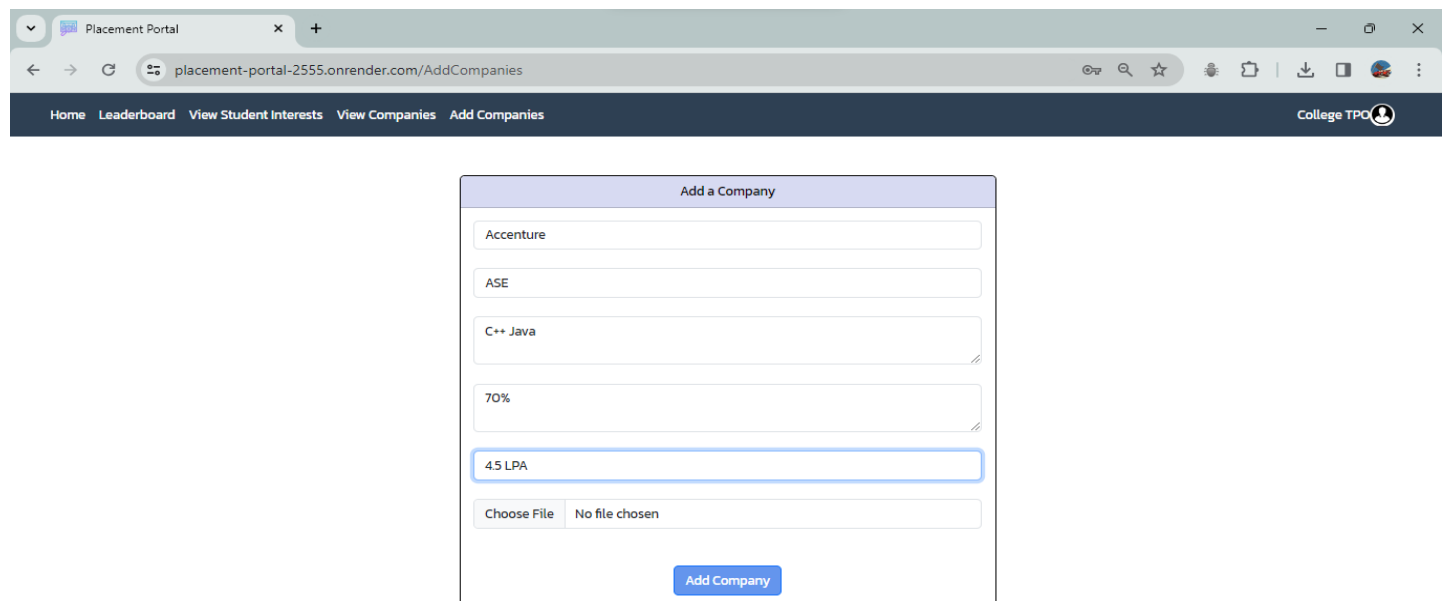 Placement Portal
placement-portal-2555.onrender.com/AddCompanies
Home Leaderboard View Student Interests View Companies Add Companies College TPO
Add a Company
Accenture
ASE
C++ Java
70%
4.5 LPA
Choose File No file chosen
Add Company